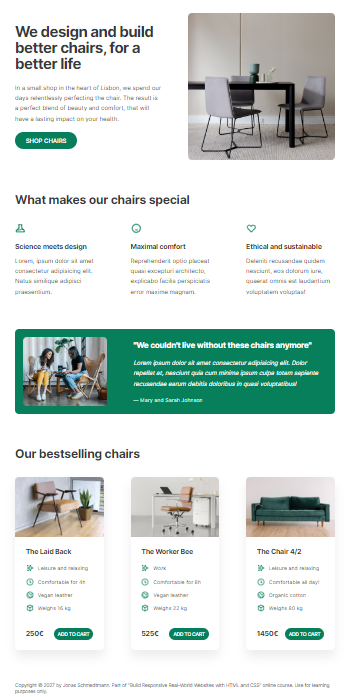 We design and build
better chairs, for a
better life
In a small shop in the heart of Lisbon, we spend our
days relentlessly perfecting the chair. The result is
a perfect blend of beauty and comfort, that will
have a lasting impact on your health.
SHOP CHAIRS
What makes our chairs special
Science meets design
Lorem, ipsum dolor sit amet
consectetur adipisicing elit.
Natus similique adipisci
praesentium.
Maximal comfort
Reprehenderit optio placeat
quasi excepturi architecto,
explicabo facilis perspiciatis
error maxime magnam.
Ethical and sustainable
Deleniti recusandae quidem
nesciunt, eos dolorum iure,
quaerat omnis est laudantium
voluptatem voluptas!
"We couldn't live without these chairs anymore"
Lorem ipsum dolor sit amet consectetur adipisicing elit. Dolor
repellat et, nesciunt quia cum minima ipsum culpa totam sapiente
recusandae earum debitis doloribus in quasi voluptatibus!
— Mary and Sarah Johnson
Our bestselling chairs
The Laid Back
Leisure and relaxing
Comfortable for 4h
Vegan leather
Weighs 16 kg
250€
ADD TO CART
The Worker Bee
Work
Comfortable for 8h
Vegan leather
Weighs 22 kg
525€
ADD TO CART
The Chair 4/2
Leisure and relaxing
Comfortable all day!
Organic cotton
Weighs 80 kg
1450€
ADD TO CART
Copyright © 2027 by Jonas Schmedtmann. Part of "Build Responsive Real-World Websites with HTML and CSS" online course. Use for learning
purposes only.